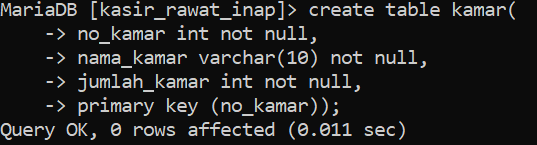 MariaDB [kasir_rawat_inap]> create table kamar(
    -> no_kamar int not null,
    -> nama_kamar varchar(10) not null,
    -> jumlah_kamar int not null,
    -> primary key (no_kamar));
Query OK, 0 rows affected (0.011 sec)